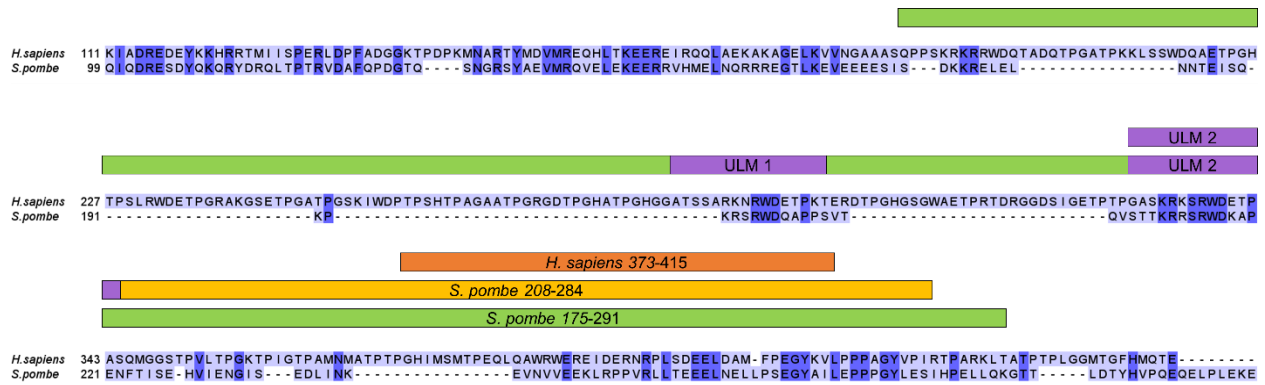 H.sapiens 111 KIADREDEYKKHRRTMIISPERLDPFADGGKTPDPKMNARTYMDVMREQHLTKEEREIRQQLAEKAKAGELKVVNGAAASQPPSKRKRRWDQTADQTPGATPKKLSSWDQAETPGH
S.pombe 99 QIQDRESDYQKQRYDRQLTPTRVDAFQPDGTQ----SNGRSYAEVMRQVELEKEERRVHMELNQRRREGTLKEVEEEESIS---DKKRELEL----------------NNTEISQ-
ULM 2
ULM 1 ULM 2
H.sapiens 227 TPSLRWDETPGRAKGSETPGATPGSKIWDPTPSHTPAGAATPGRGDTPGHATPGHGGATSSARKNRWDETPKTERDTPGHGSGWAETPRTDRGGDSIGETPTPGASKRKSRWDETP
S.pombe 191 ---------------------KP---------------------------------------KRSRWDQAPPSVT--------------------------QVSTTKRRSRWDKAP
H. sapiens 373-415
S. pombe 208-284
S. pombe 175-291
H.sapiens 343 ASQMGGSTPVLTPGKTPIGTPAMNMATPTPGHIMSMTPEQLQAWRWEREIDERNRPLSDEELDAM-FPEGYKVLPPPAGYVPIRTPARKLTATPTPLGGMTGFHMQTE--------
S.pombe 221 ENFTISE-HVIENGIS---EDLINK----------------EVNVVEEKLRPPVRLLTEEELNELLPSEGYAILEPPPGYLESIHPELLQKGTT-----LDTYHVPQEQELPLEKE